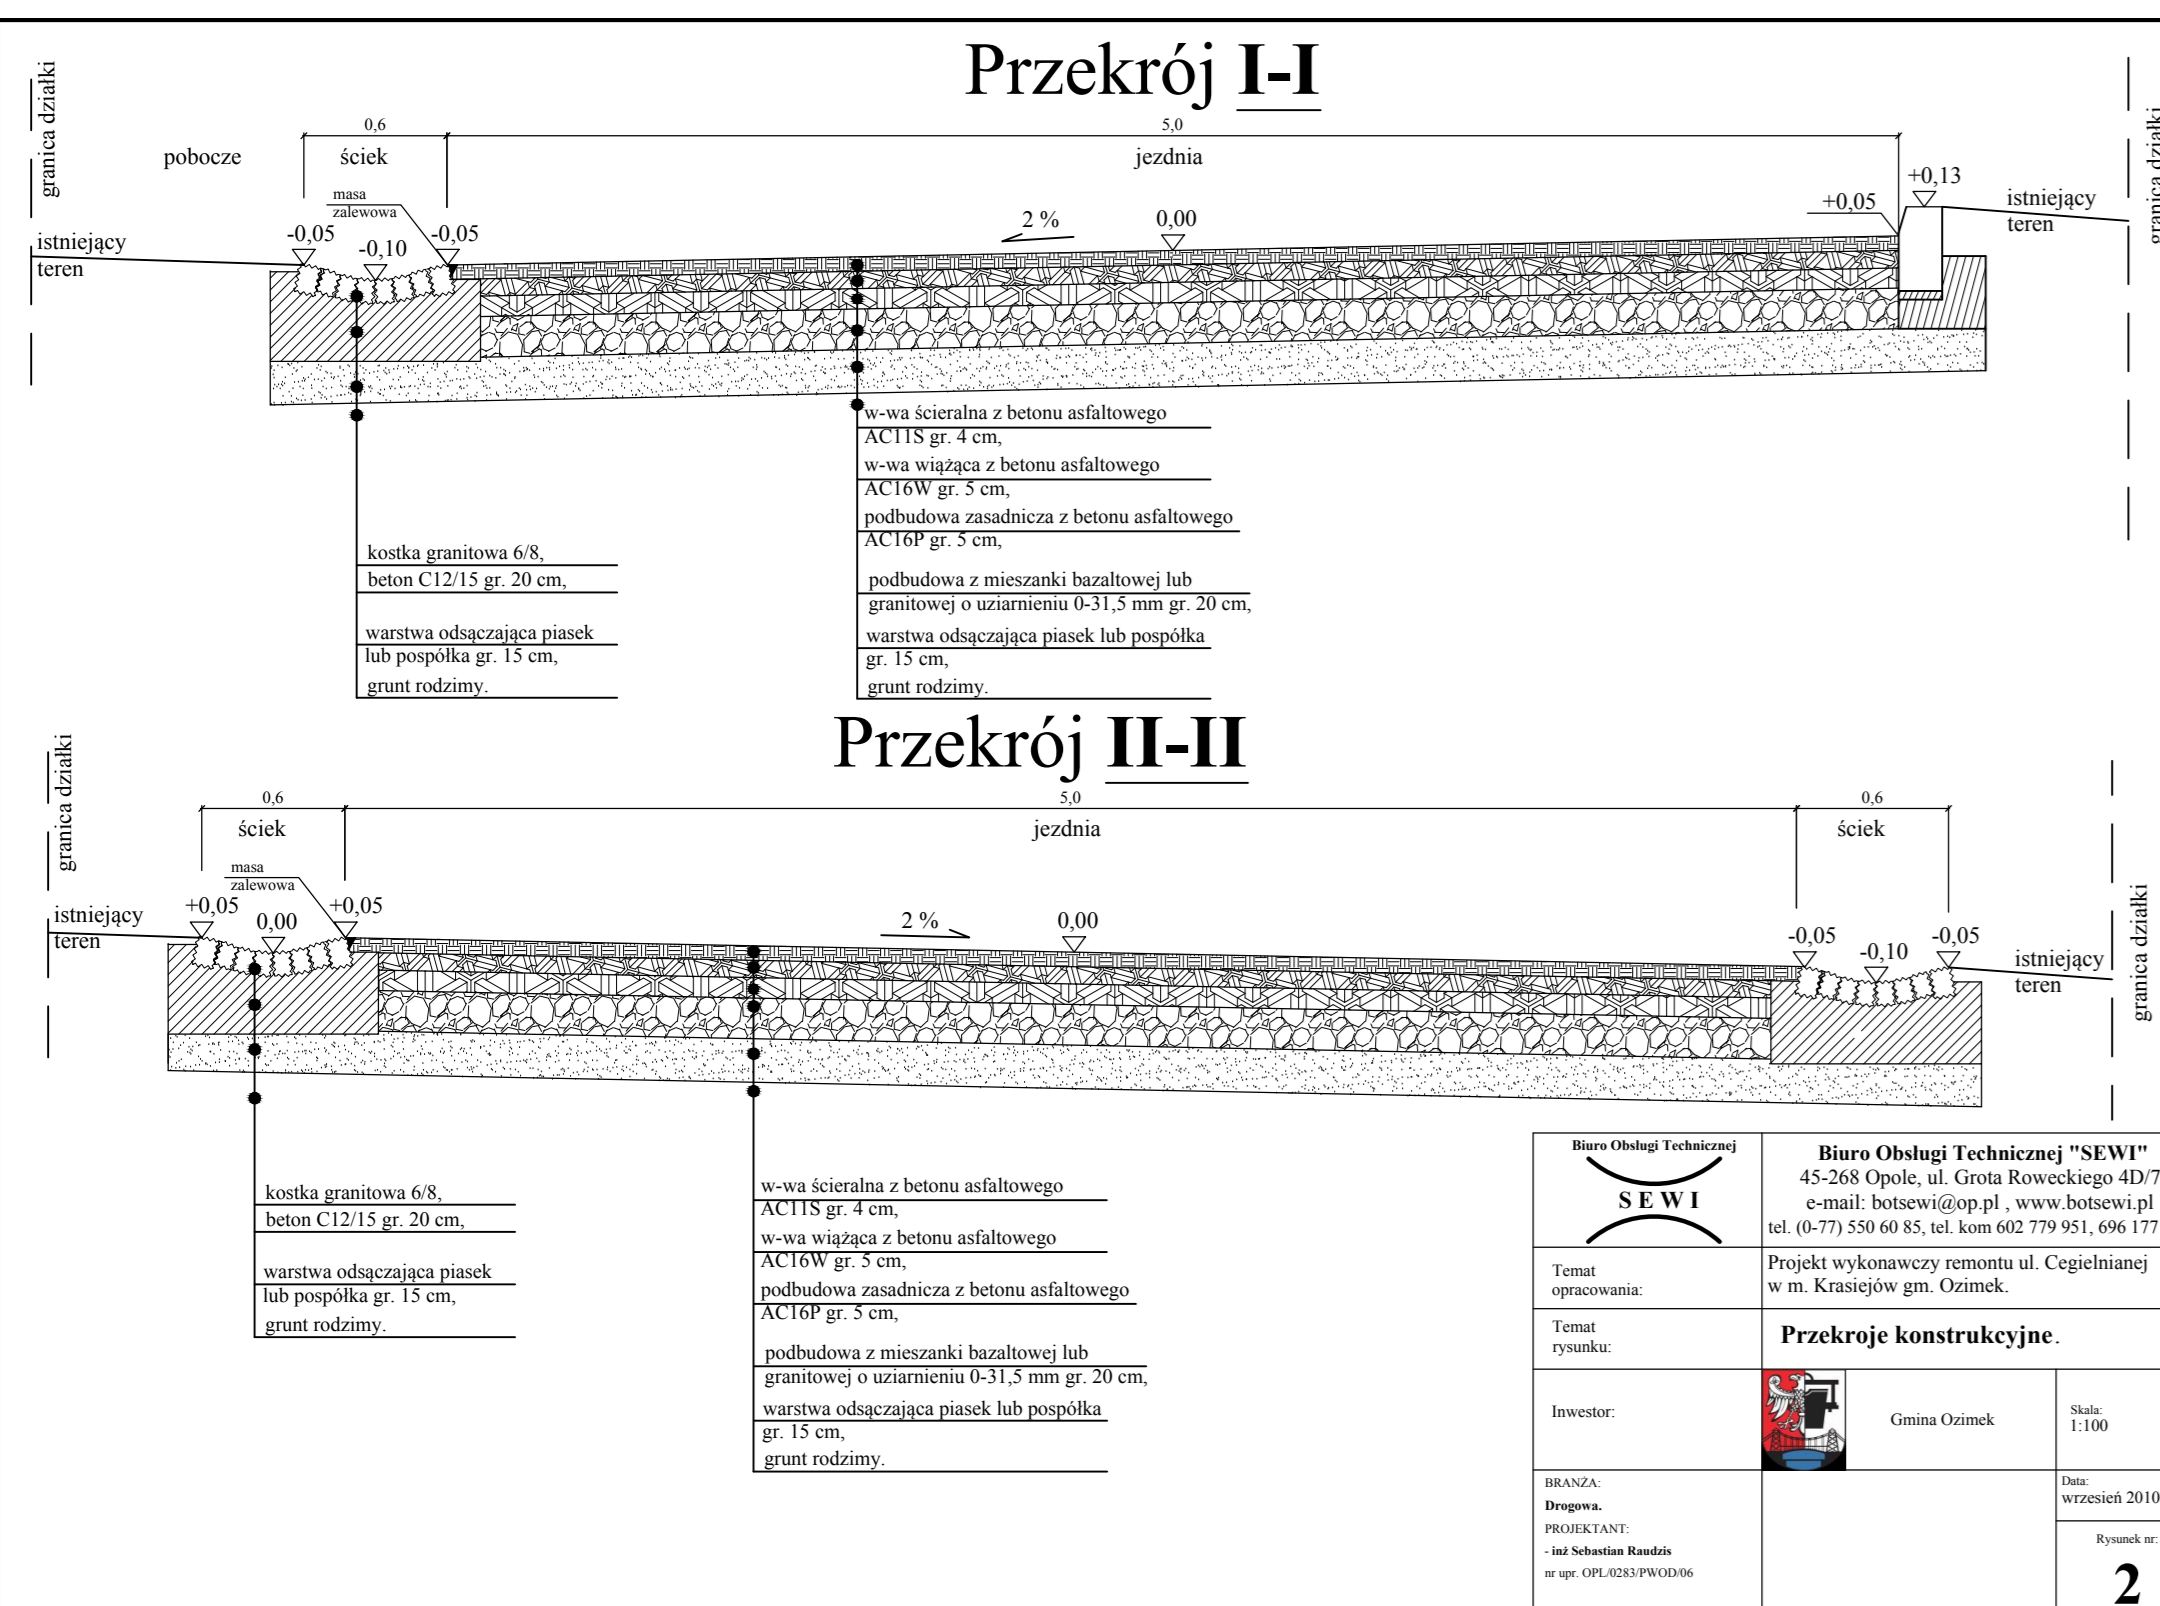 Przekrój I-I
granica działki
0,6
5,0
pobocze
ściek
jezdnia
granica działki
masa
zalewowa
+0,13
istniejący
teren
+0,05
2 %
0,00
-0,05
-0,10
-0,05
istniejący
teren
w-wa ścieralna z betonu asfaltowego
AC11S gr. 4 cm,
w-wa wiążąca z betonu asfaltowego
AC16W gr. 5 cm,
podbudowa zasadnicza z betonu asfaltowego
AC16P gr. 5 cm,
podbudowa z mieszanki bazaltowej lub
granitowej o uziarnieniu 0-31,5 mm gr. 20 cm,
warstwa odsączająca piasek lub pospółka
gr. 15 cm,
grunt rodzimy.
kostka granitowa 6/8,
beton C12/15 gr. 20 cm,
warstwa odsączająca piasek
lub pospółka gr. 15 cm,
grunt rodzimy.
Przekrój II-II
granica działki
0,6
5,0
0,6
ściek
jezdnia
ściek
masa
zalewowa
+0,05
0,00
+0,05
2 %
0,00
-0,05
-0,10
-0,05
istniejący
teren
istniejący
teren
granica działki
kostka granitowa 6/8,
beton C12/15 gr. 20 cm,
warstwa odsączająca piasek
lub pospółka gr. 15 cm,
grunt rodzimy.
w-wa ścieralna z betonu asfaltowego
AC11S gr. 4 cm,
w-wa wiążąca z betonu asfaltowego
AC16W gr. 5 cm,
podbudowa zasadnicza z betonu asfaltowego
AC16P gr. 5 cm,
podbudowa z mieszanki bazaltowej lub
granitowej o uziarnieniu 0-31,5 mm gr. 20 cm,
warstwa odsączająca piasek lub pospółka
gr. 15 cm,
grunt rodzimy.
Biuro Obsługi Technicznej
SEWI
Biuro Obsługi Technicznej "SEWI"
45-268 Opole, ul. Grota Roweckiego 4D/7
e-mail: botsewi@op.pl , www.botsewi.pl
tel. (0-77) 550 60 85, tel. kom 602 779 951, 696 177
Temat
opracowania:
Projekt wykonawczy remontu ul. Cegielnianej
w m. Krasiejów gm. Ozimek.
Temat
rysunku:
Przekroje konstrukcyjne.
Inwestor:
Gmina Ozimek
Skala:
1:100
BRANŻA:
Drogowa.
PROJEKTANT:
- inż Sebastian Raudzis
nr upr. OPL/0283/PWOD/06
Data:
wrzesień 2010
Rysunek nr:
2